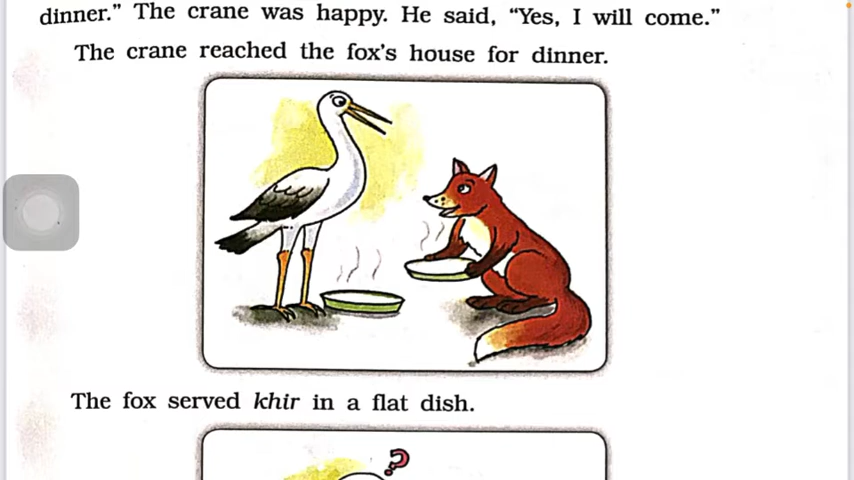 dinner.” The crane was happy. He said, “Yes, I will come.”
The crane reached the fox’s house for dinner.
The fox served khir in a flat dish.
?